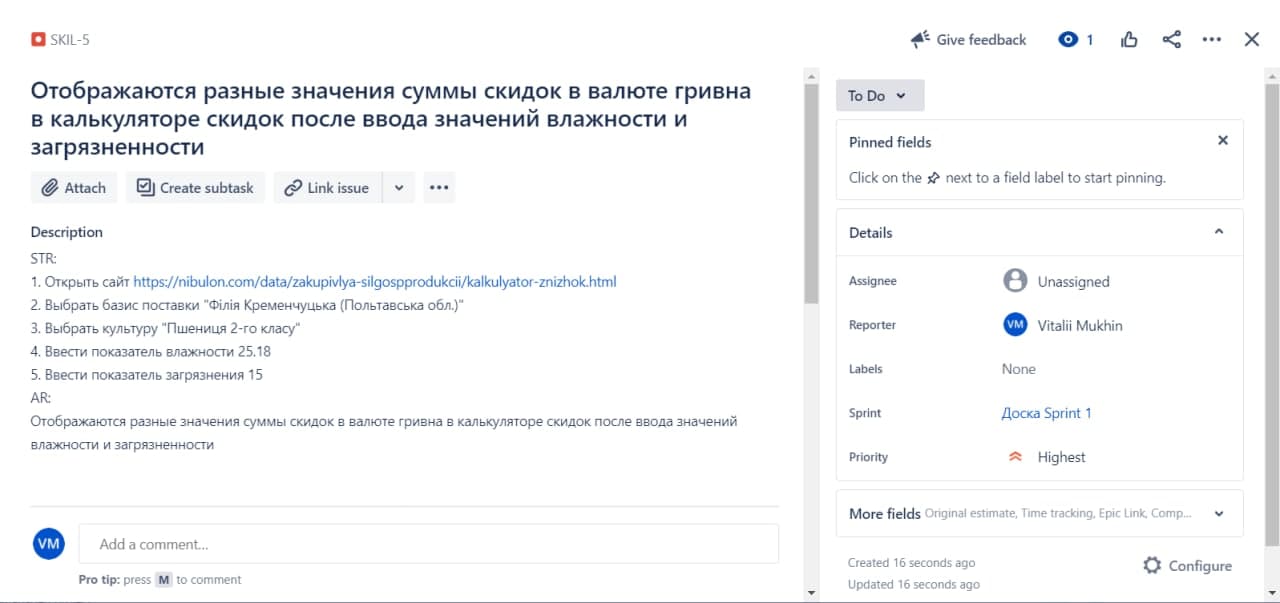 SKIL-5
Give feedback
1
Отображаются разные значения суммы скидок в валюте гривна
в калькуляторе скидок после ввода значений влажности и
загрязненности
Attach
Create subtask
Link issue
Description
STR:
1. Открыть сайт https://nibulon.com/data/zakupivlya-silgospprodukcii/kalkulyator-znizhok.html
2. Выбрать базис поставки "Філія Кременчуцька (Польтавська обл.)"
3. Выбрать культуру "Пшениця 2-го класу"
4. Ввести показатель влажности 25.18
5. Ввести показатель загрязнения 15
AR:
Отображаются разные значения суммы скидок в валюте гривна в калькуляторе скидок после ввода значений
влажности и загрязненности
VM
Add a comment...
Pro tip: press M to comment
To Do
Pinned fields
Click on the next to a field label to start pinning.
Details
Assignee Unassigned
Reporter VM Vitalii Mukhin
Labels None
Sprint Доска Sprint 1
Priority Highest
More fields Original estimate, Time tracking, Epic Link, Comp...
Created 16 seconds ago
Updated 16 seconds ago
Configure